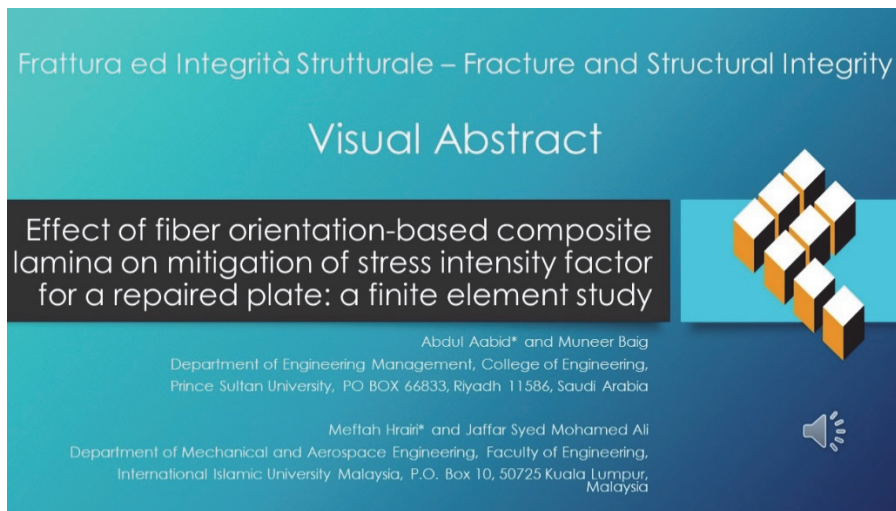 Frattura ed Integrità Strutturale – Fracture and Structural Integrity
Visual Abstract
Effect of fiber orientation-based composite
lamina on mitigation of stress intensity factor
for a repaired plate: a finite element study
Abdul Aabid* and Muneer Baig
Department of Engineering Management, College of Engineering,
Prince Sultan University, PO BOX 66833, Riyadh 11586, Saudi Arabia
Meftah Hrairi* and Jaffar Syed Mohamed Ali
Department of Mechanical and Aerospace Engineering, Faculty of Engineering,
International Islamic University Malaysia, P.O. Box 10, 50725 Kuala Lumpur,
Malaysia